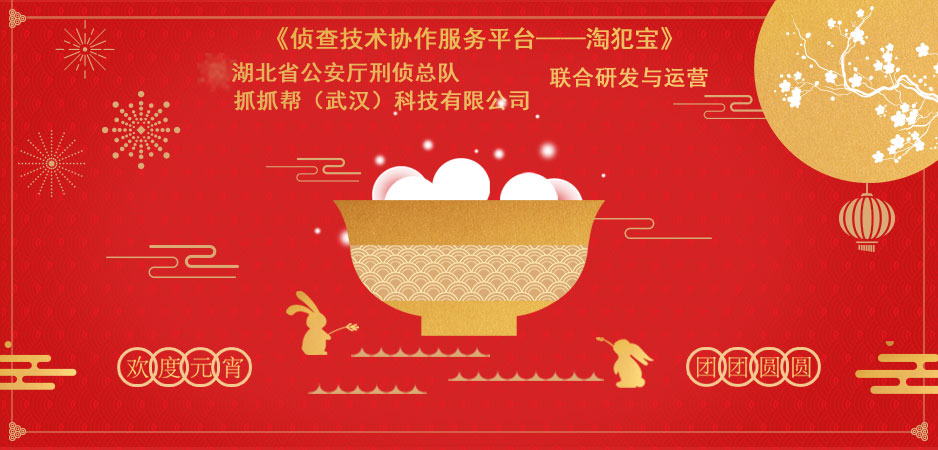 《侦查技术协作服务平台——淘犯宝》
湖北省公安厅刑侦总队
抓抓帮（武汉）科技有限公司
联合研发与运营
欢度元宵
团团圆圆